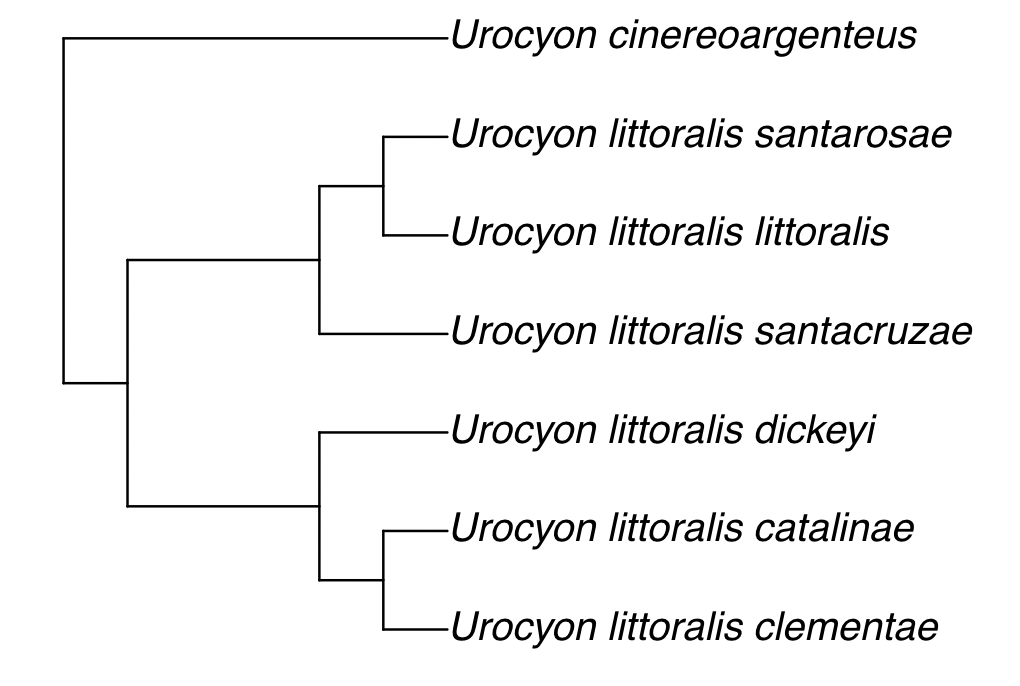 Urocyon cinereoargenteus
Urocyon littoralis santarosae
Urocyon littoralis littoralis
Urocyon littoralis santacruzae
Urocyon littoralis dickeyi
Urocyon littoralis catalinae
Urocyon littoralis clementae